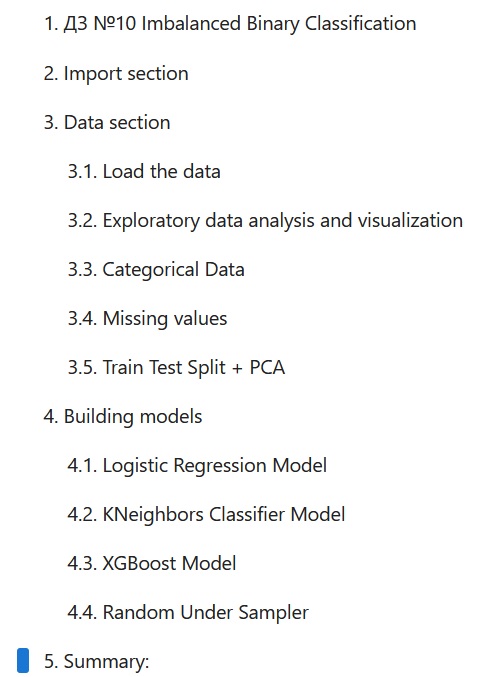 1. ДЗ №10 Imbalanced Binary Classification
2. Import section
3. Data section
3.1. Load the data
3.2. Exploratory data analysis and visualization
3.3. Categorical Data
3.4. Missing values
3.5. Train Test Split + PCA
4. Building models
4.1. Logistic Regression Model
4.2. KNeighbors Classifier Model
4.3. XGBoost Model
4.4. Random Under Sampler
5. Summary: